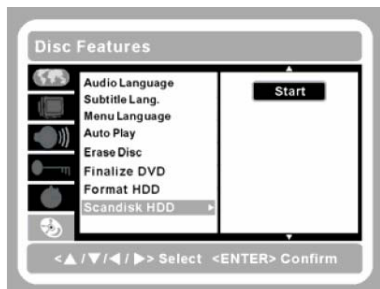 Disc Features
Audio Language
Subtitle Lang.
Menu Language
Auto Play
Erase Disc
Finalize DVD
Format HDD
Scandisk HDD
Start
<▲/▼/◀/▶> Select <ENTER> Confirm